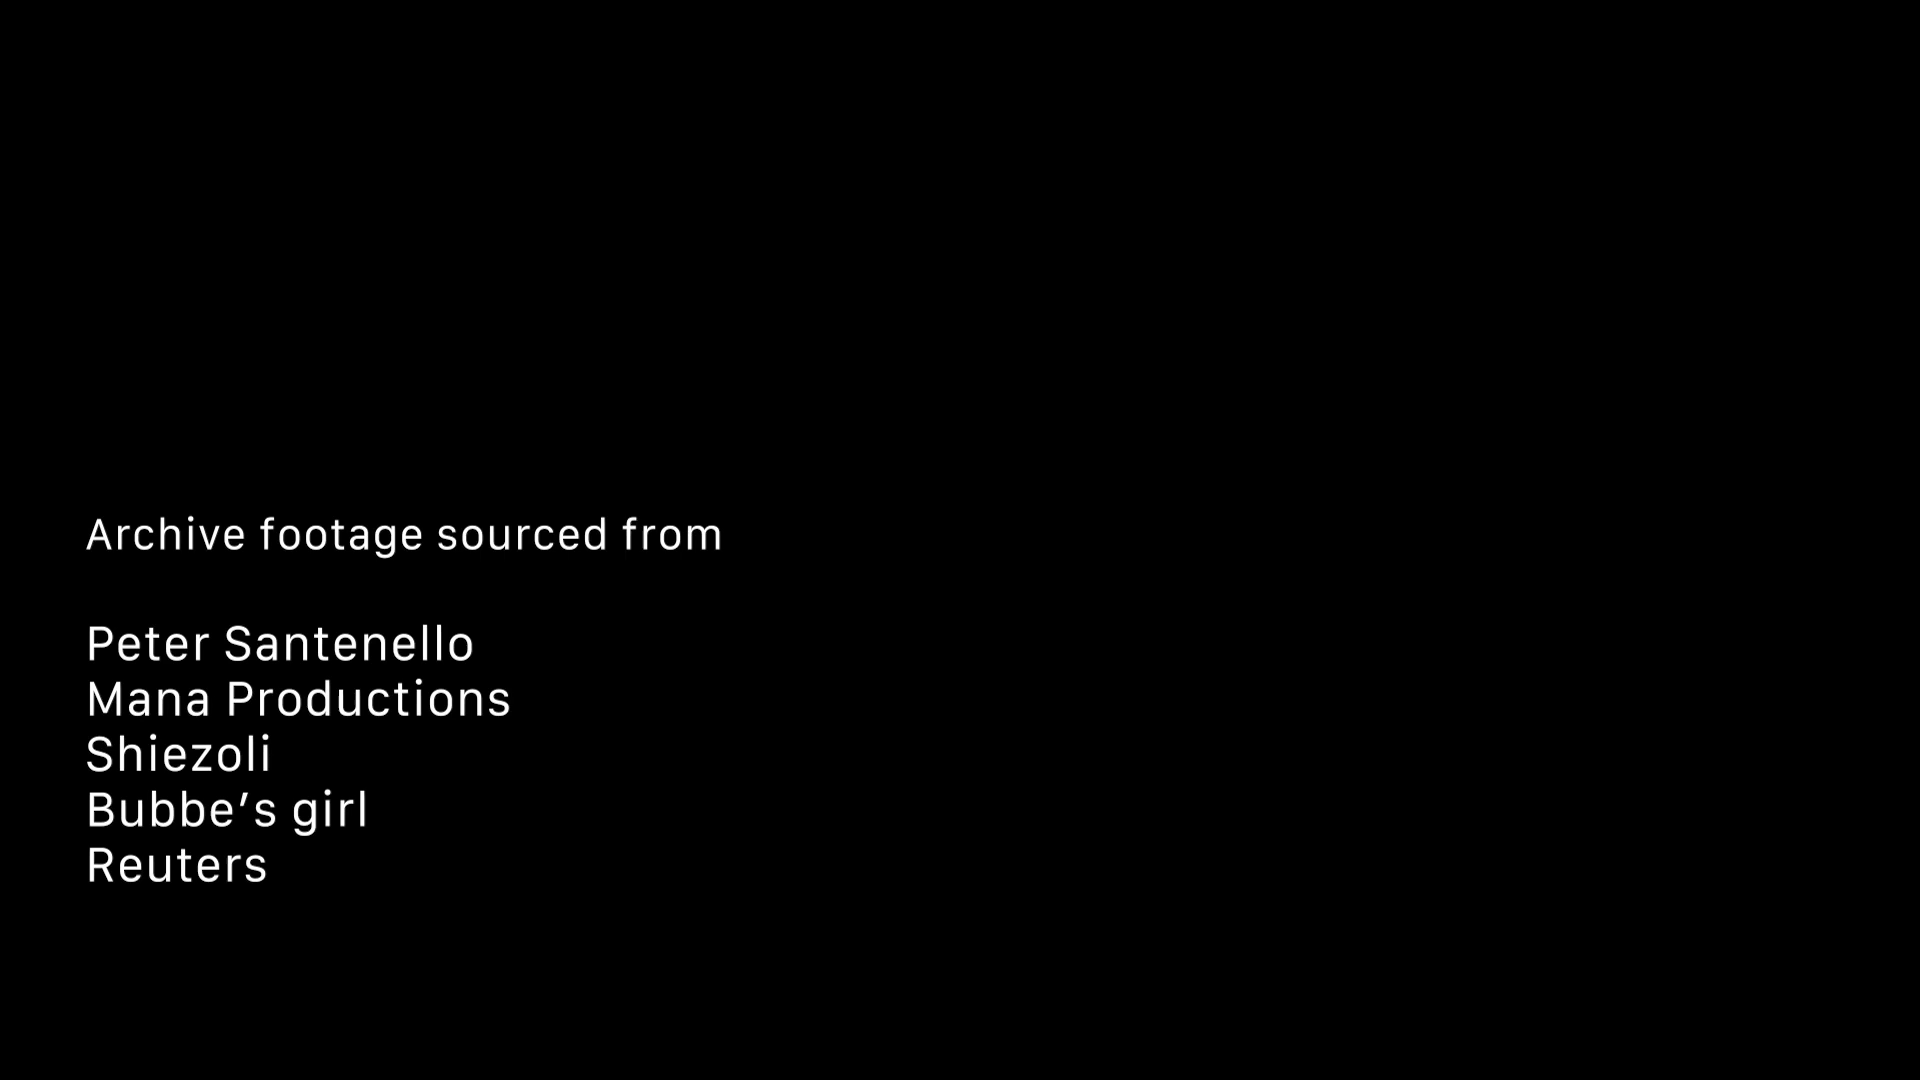 Archive footage sourced from
Peter Santenello
Mana Productions
Shiezoli
Bubbe’s girl
Reuters